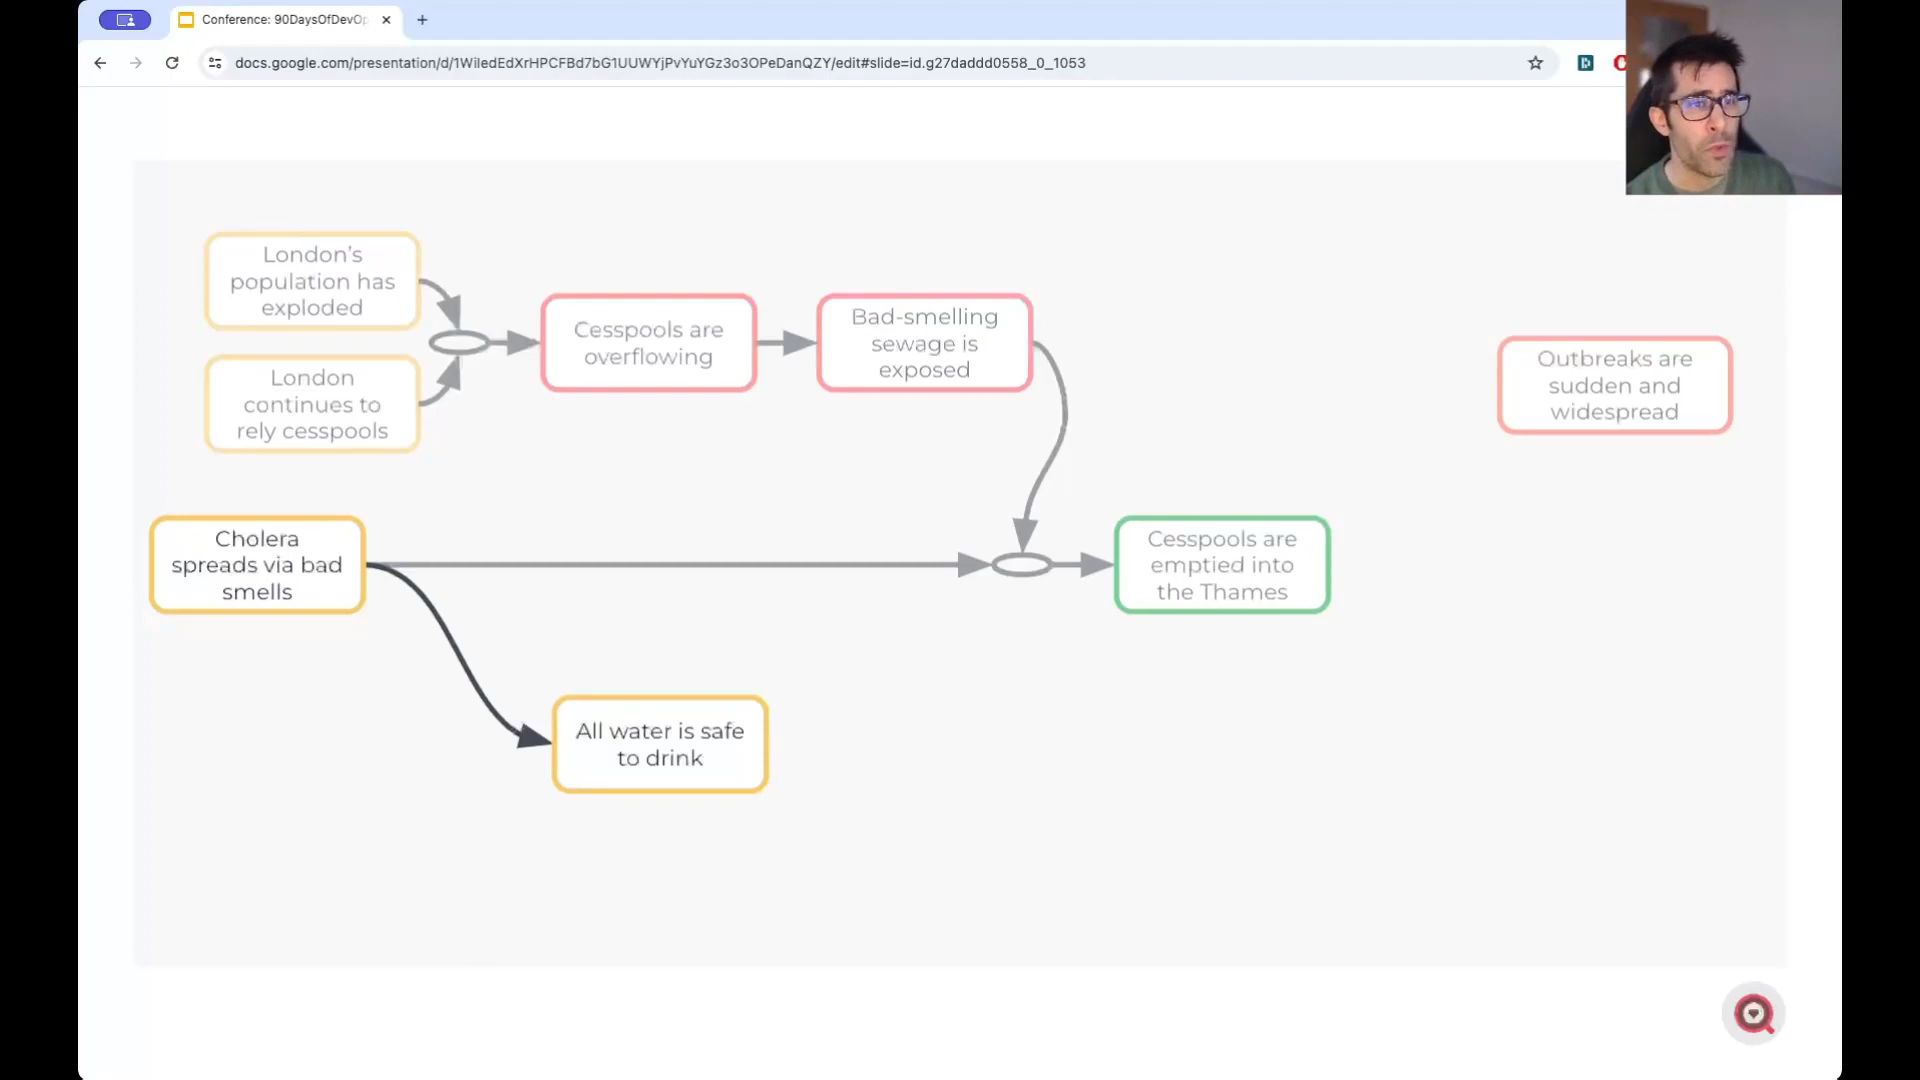 Conference: 90DaysOfDevOp
docs.google.com/presentation/d/1WiledEdXrHPCFBd7bG1UUWYjPvYuYGz3o3OPeDanQZY/edit#slide=id.g27daddd0558_0_1053
London's
population has
exploded
London
continues to
rely cesspools
Cesspools are
overflowing
Bad-smelling
sewage is
exposed
Outbreaks are
sudden and
widespread
Cholera
spreads via bad
smells
Cesspools are
emptied into
the Thames
All water is safe
to drink